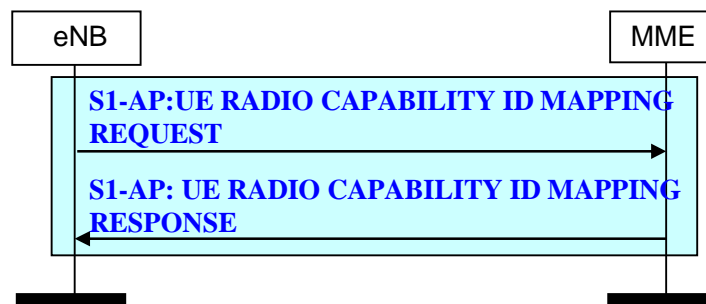 eNB
MME
S1-AP:UE RADIO CAPABILITY ID MAPPING
REQUEST
S1-AP: UE RADIO CAPABILITY ID MAPPING
RESPONSE